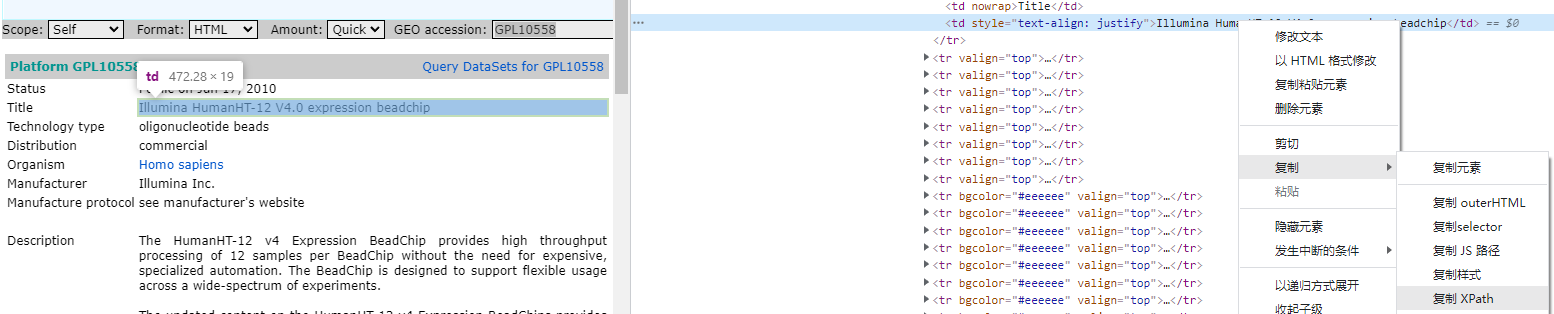 Scope: Self Format: HTML Amount: Quick GEO accession: GPL10558
Platform GPL10558 Query DataSets for GPL10558
td 472.28 × 19
Status on Jun 17, 2010
Title Illumina HumanHT-12 V4.0 expression beadchip
Technology type oligonucleotide beads
Distribution commercial
Organism Homo sapiens
Manufacturer Illumina Inc.
Manufacture protocol see manufacturer's website
Description The HumanHT-12 v4 Expression BeadChip provides high throughput
processing of 12 samples per BeadChip without the need for expensive,
specialized automation. The BeadChip is designed to support flexible usage
across a wide-spectrum of experiments.
The updated content on the HumanHT-12 v4 Expression BeadChips provides
<td nowrap>Title</td>
<td style="text-align: justify">Illumina beadchip</td> == $0
</tr>
<tr valign="top">…</tr>
<tr valign="top">…</tr>
<tr valign="top">…</tr>
<tr valign="top">…</tr>
<tr valign="top">…</tr>
<tr valign="top">…</tr>
<tr valign="top">…</tr>
<tr valign="top">…</tr>
<tr bgcolor="#eeeeee" valign="top">…</tr>
<tr bgcolor="#eeeeee" valign="top">…</tr>
<tr bgcolor="#eeeeee" valign="top">…</tr>
<tr bgcolor="#eeeeee" valign="top">…</tr>
<tr bgcolor="#eeeeee" valign="top">…</tr>
<tr bgcolor="#eeeeee" valign="top">…</tr>
<tr bgcolor="#eeeeee" valign="top">…</tr>
修改文本
以 HTML 格式修改
复制粘贴元素
删除元素
剪切
复制
粘贴
隐藏元素
发生中断的条件
以递归方式展开
收起子级
复制元素
复制 outerHTML
复制selector
复制 JS 路径
复制样式
复制 XPath